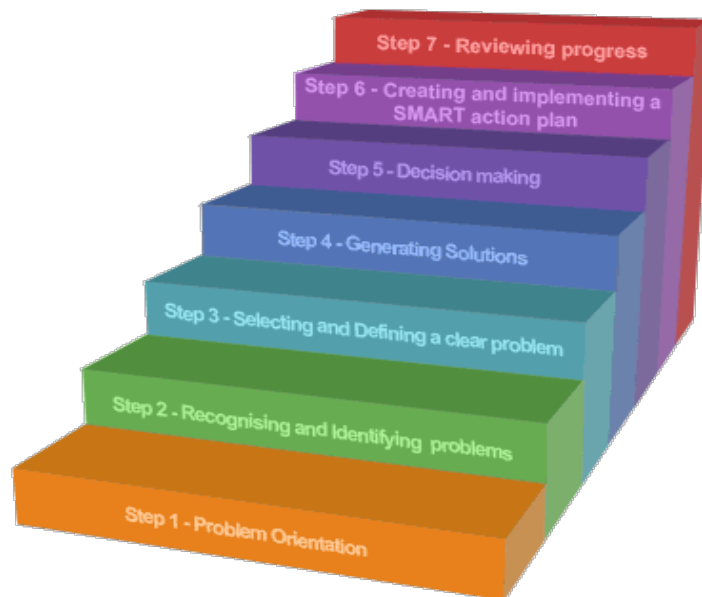 Step 7 - Reviewing progress
Step 6 - Creating and implementing a
SMART action plan
Step 5 - Decision making
Step 4 - Generating Solutions
Step 3 - Selecting and Defining a clear problem
Step 2 - Recognising and Identifying problems
Step 1 - Problem Orientation